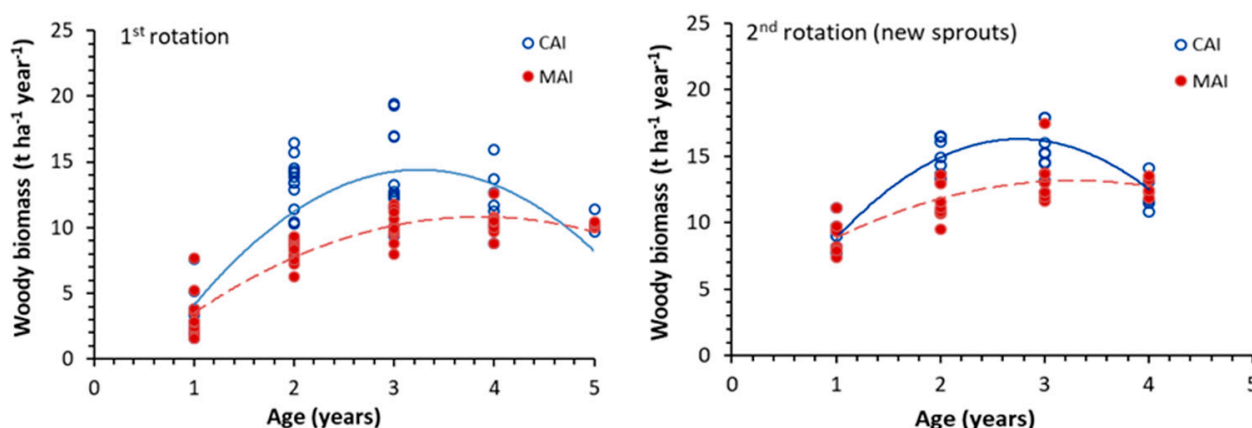 1st rotation
CAI
MAI
Woody biomass (t ha-1 year-1)
25
20
15
10
5
0
0 1 2 3 4 5
Age (years)
2nd rotation (new sprouts)
CAI
MAI
Woody biomass (t ha-1 year-1)
25
20
15
10
5
0
0 1 2 3 4 5
Age (years)